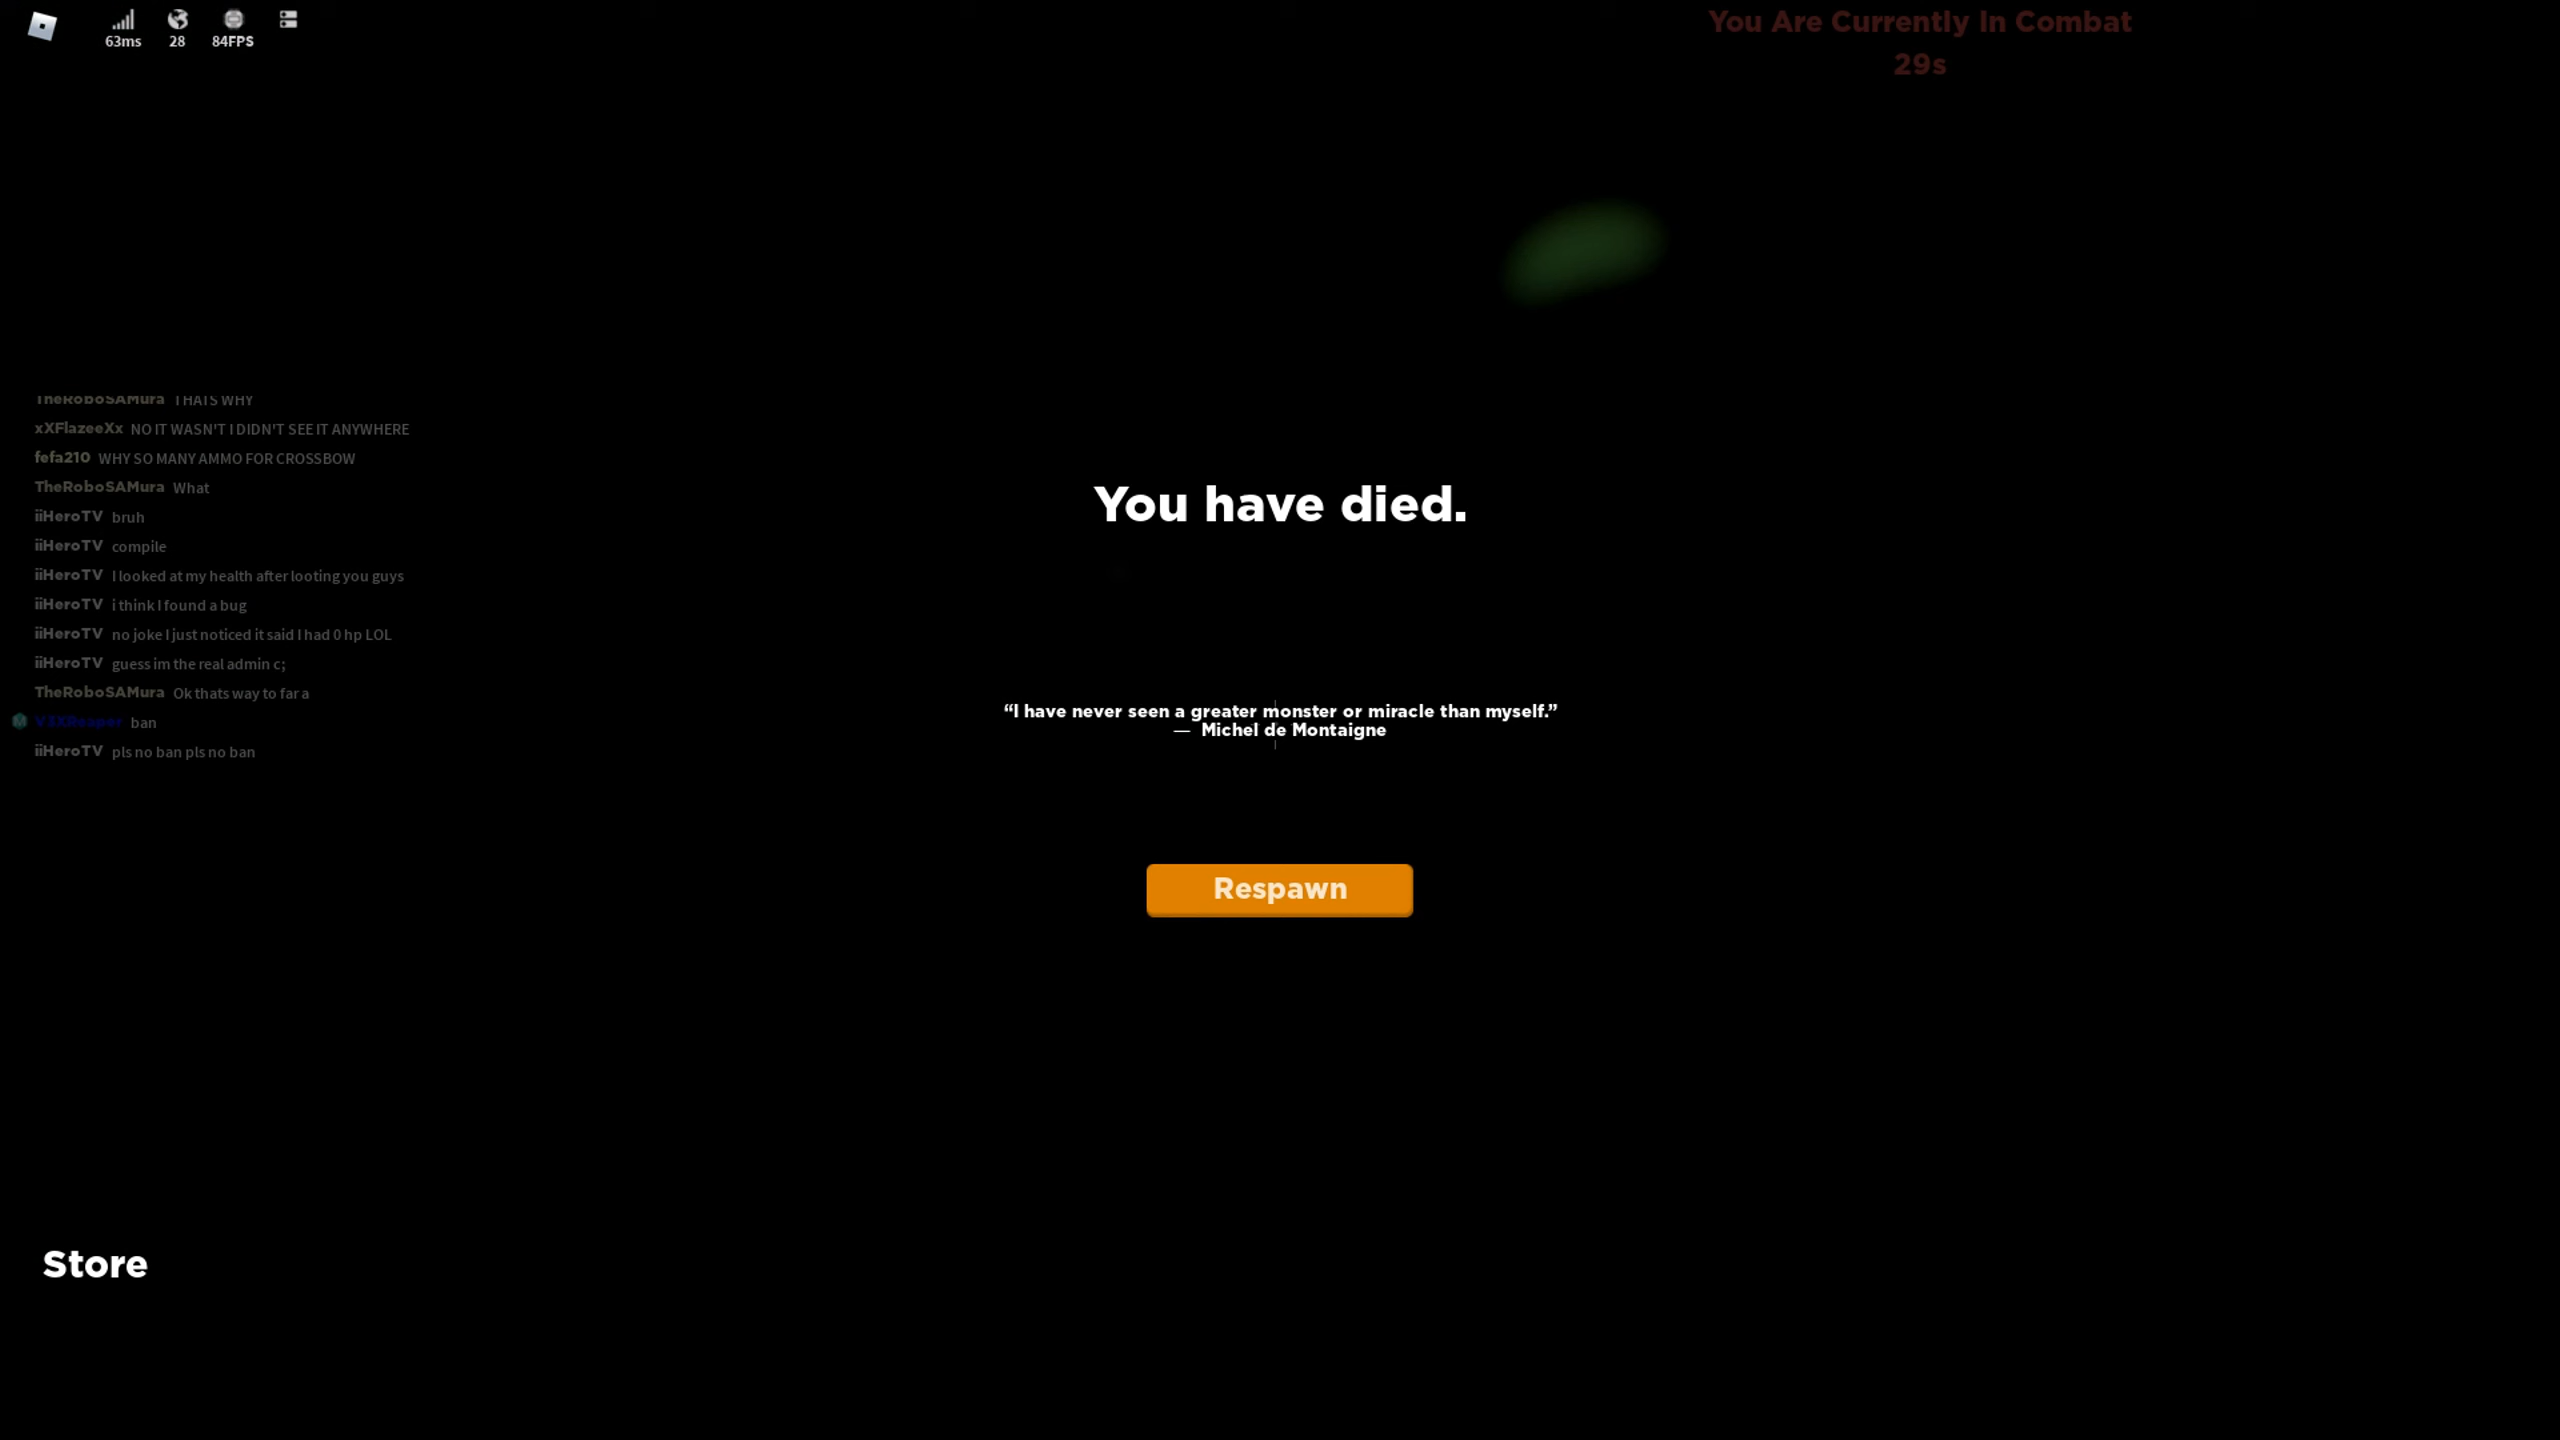 63ms 28 84FPS
You Are Currently In Combat
29s
TheRoboSAMura THATS WHY
xXFlazeeXx NO IT WASN'T I DIDN'T SEE IT ANYWHERE
fefa210 WHY SO MANY AMMO FOR CROSSBOW
TheRoboSAMura What
iiHeroTV bruh
iiHeroTV compile
iiHeroTV I looked at my health after looting you guys
iiHeroTV i think I found a bug
iiHeroTV no joke I just noticed it said I had 0 hp LOL
iiHeroTV guess im the real admin c;
TheRoboSAMura Ok thats way to far a
M V3XReaper ban
iiHeroTV pls no ban pls no ban
You have died.
“I have never seen a greater monster or miracle than myself.”
— Michel de Montaigne
Respawn
Store